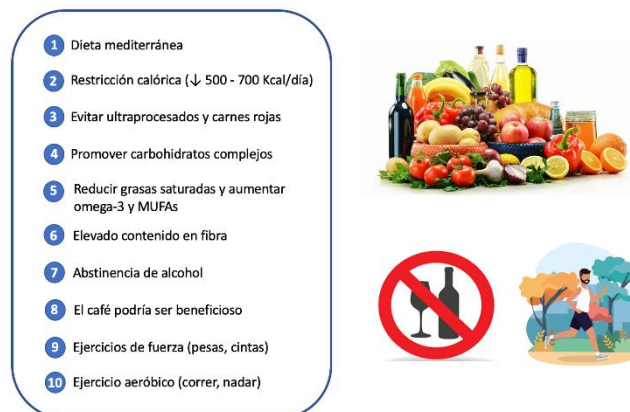 1 Dieta mediterránea
2 Restricción calórica (↓ 500 - 700 Kcal/día)
3 Evitar ultraprocesados y carnes rojas
4 Promover carbohidratos complejos
5 Reducir grasas saturadas y aumentar
omega-3 y MUFAs
6 Elevado contenido en fibra
7 Abstinencia de alcohol
8 El café podría ser beneficioso
9 Ejercicios de fuerza (pesas, cintas)
10 Ejercicio aeróbico (correr, nadar)